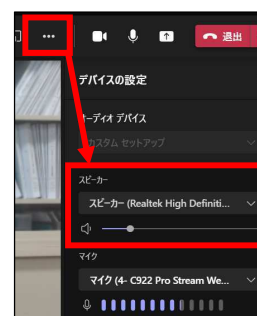 退出
デバイスの設定
オーディオ デバイス
カスタム セットアップ
スピーカー
スピーカー (Realtek High Definiti...
マイク
マイク (4- C922 Pro Stream We...